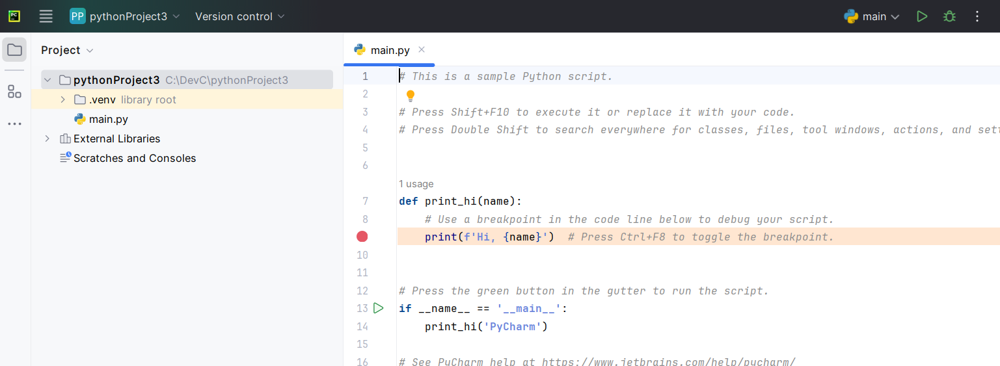 PC
PP pythonProject3 Version control main
Project
main.py
pythonProject3 C:\DevC\pythonProject3
.venv library root
main.py
External Libraries
Scratches and Consoles
1 # This is a sample Python script.
2
3 # Press Shift+F10 to execute it or replace it with your code.
4 # Press Double Shift to search everywhere for classes, files, tool windows, actions, and sett
5
6
1 usage
7 def print_hi(name):
8 # Use a breakpoint in the code line below to debug your script.
print(f'Hi, {name}') # Press Ctrl+F8 to toggle the breakpoint.
10
11
12 # Press the green button in the gutter to run the script.
13 if __name__ == '__main__':
14 print_hi('PyCharm')
15
16 # See PyCharm help at https://www.jetbrains.com/help/pycharm/